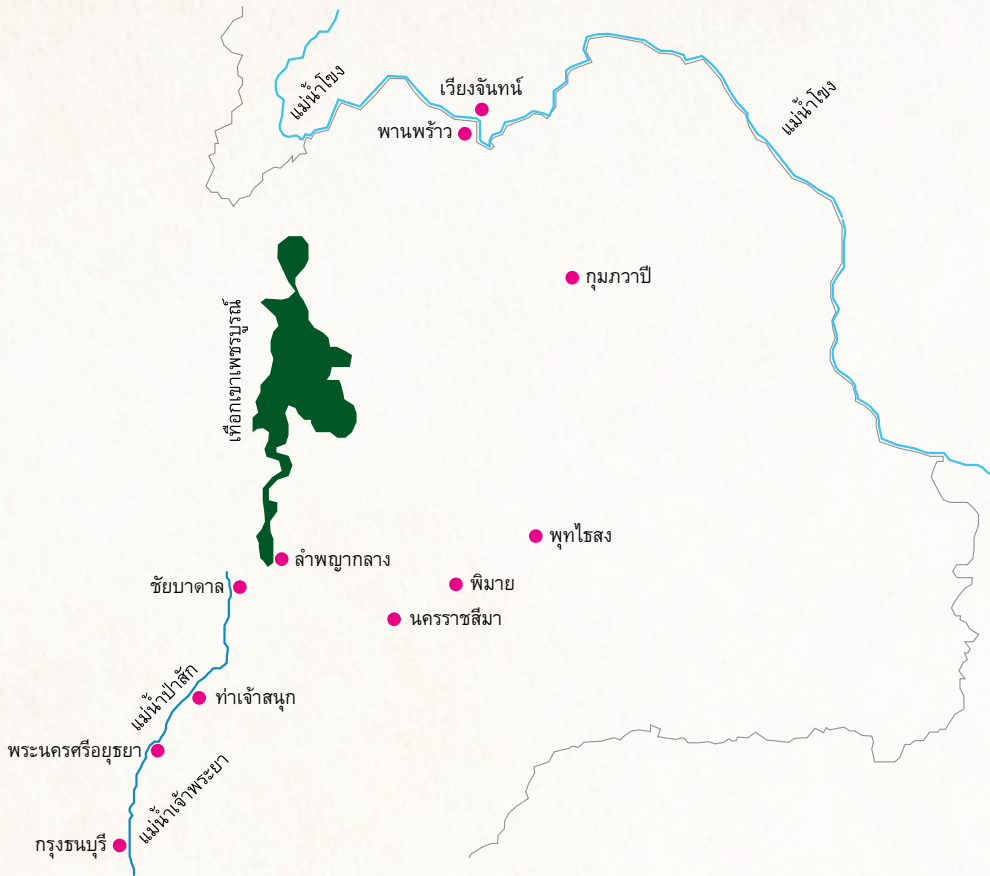 แม่น้ำโขง
เวียงจันทน์
แม่น้ำโขง
พานพร้าว
กุมภวาปี
เทือกเขาเพชรบูรณ์
พุทไธสง
ลำพญากลาง
ชัยบาดาล
พิมาย
นครราชสีมา
แม่น้ำป่าสัก
ท่าเจ้าสนุก
พระนครศรีอยุธยา
แม่น้ำเจ้าพระยา
กรุงธนบุรี